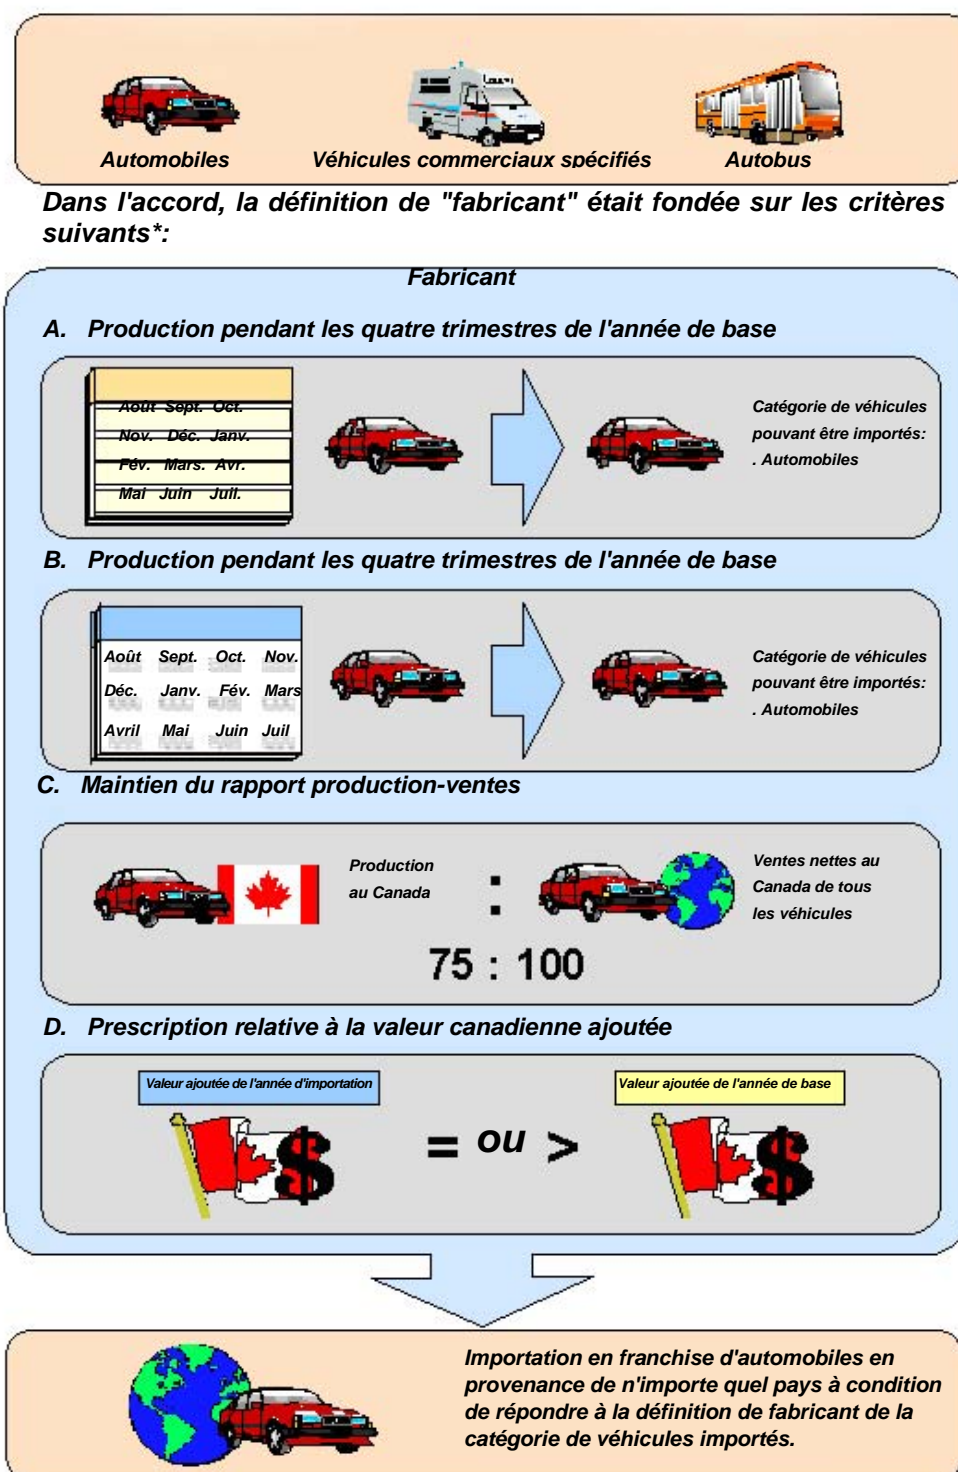 Automobiles Véhicules commerciaux spécifiés Autobus
Dans l'accord, la définition de "fabricant" était fondée sur les critères
suivants*:
Fabricant
A. Production pendant les quatre trimestres de l'année de base
Août Sept. Oct.
Nov. Déc. Janv.
Fév. Mars. Avr.
Mai Juin Juil.
Catégorie de véhicules
pouvant être importés:
. Automobiles
B. Production pendant les quatre trimestres de l'année de base
Août Sept. Oct. Nov.
Déc. Janv. Fév. Mars
Avril Mai Juin Juil
Catégorie de véhicules
pouvant être importés:
. Automobiles
C. Maintien du rapport production-ventes
Production
au Canada
:
Ventes nettes au
Canada de tous
les véhicules
75 : 100
D. Prescription relative à la valeur canadienne ajoutée
Valeur ajoutée de l'année d'importation
$
= ou >
Valeur ajoutée de l'année de base
$
Importation en franchise d'automobiles en
provenance de n'importe quel pays à condition
de répondre à la définition de fabricant de la
catégorie de véhicules importés.